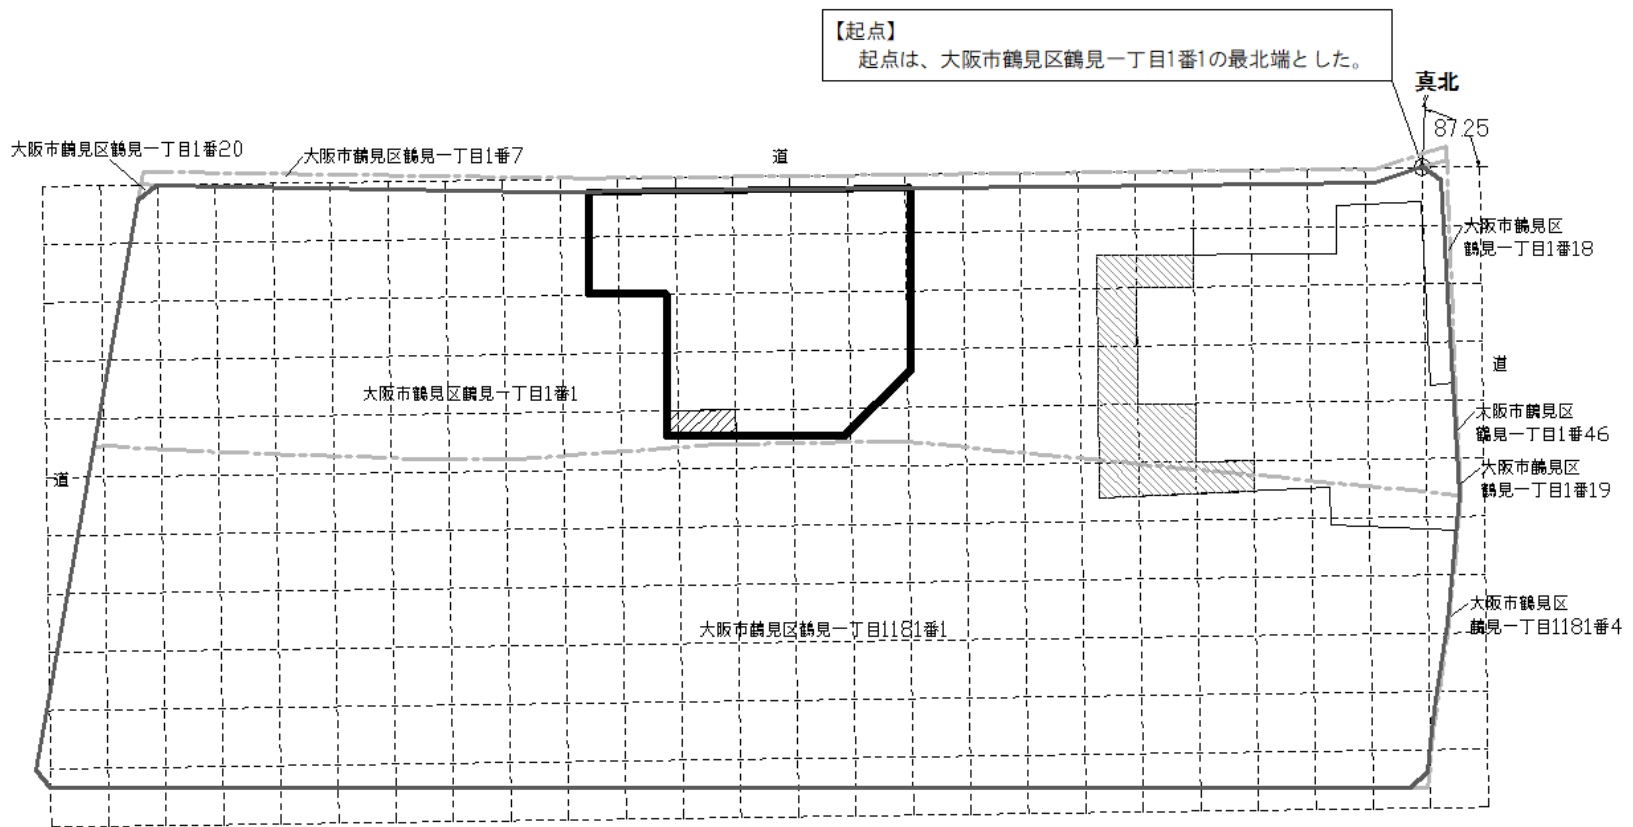 【起点】
起点は、大阪市鶴見区鶴見一丁目1番1の最北端とした。
真北
87.25
大阪市鶴見区鶴見一丁目1番20
大阪市鶴見区鶴見一丁目1番7
道
大阪市鶴見区
鶴見一丁目1番18
道
大阪市鶴見区鶴見一丁目1番1
大阪市鶴見区
鶴見一丁目1番46
道
大阪市鶴見区
鶴見一丁目1番19
大阪市鶴見区
鶴見一丁目1181番4
大阪市鶴見区鶴見一丁目1181番1